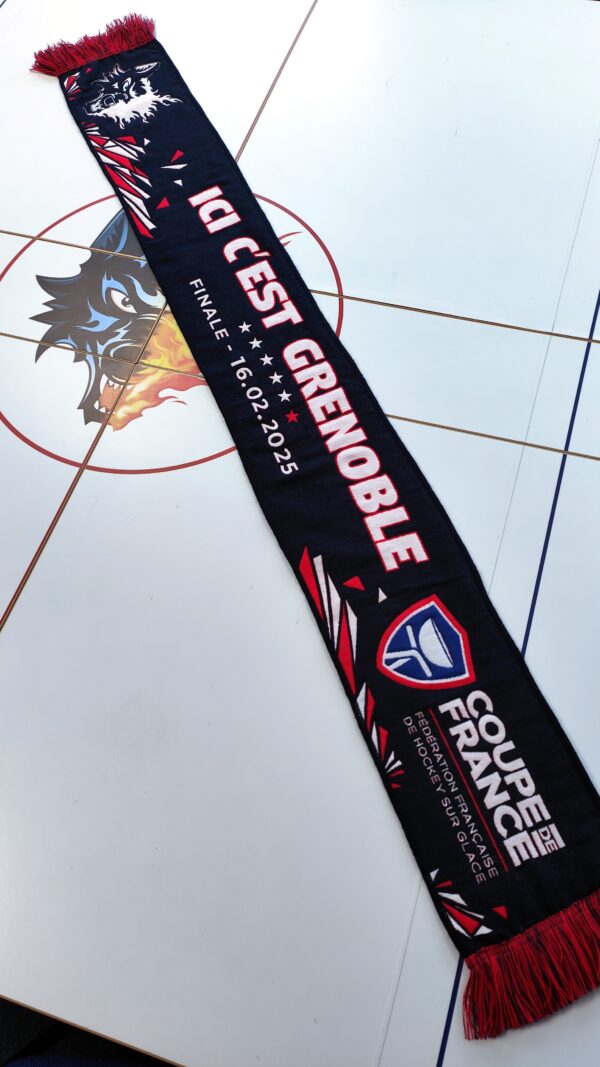 ICI C'EST GRENOBLE
FINALE - 16.02.2025
COUPE DE
FRANCE
FÉDÉRATION FRANÇAISE
DE HOCKEY SUR GLACE